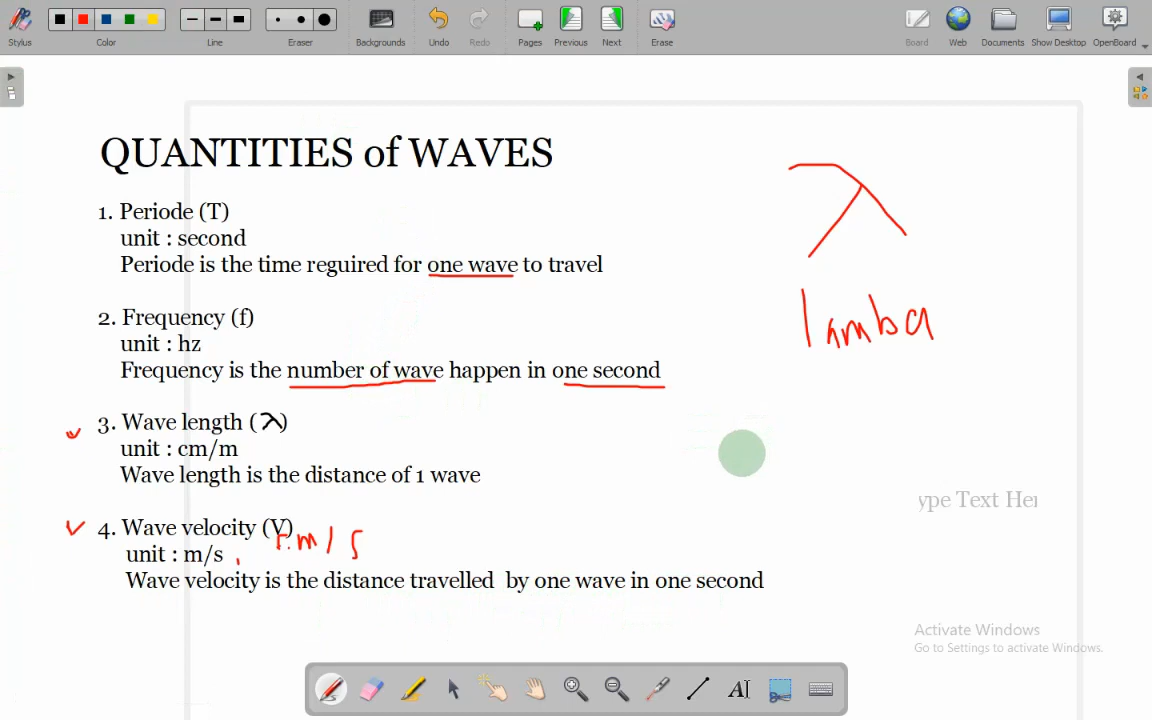 Stylus
Color
Line
Eraser
Backgrounds
Undo
Redo
Pages
Previous
Next
Erase
Board
Web
Documents
Show Desktop
OpenBoard
QUANTITIES of WAVES
1. Periode (T)
unit : second
Periode is the time reguired for one wave to travel
2. Frequency (f)
unit : hz
Frequency is the number of wave happen in one second
3. Wave length (λ)
unit : cm/m
Wave length is the distance of 1 wave
4. Wave velocity (V)
unit : m/s , cm/s
Wave velocity is the distance travelled by one wave in one second
λ
lamba
ype Text Her
Activate Windows
Go to Settings to activate Windows.
AI